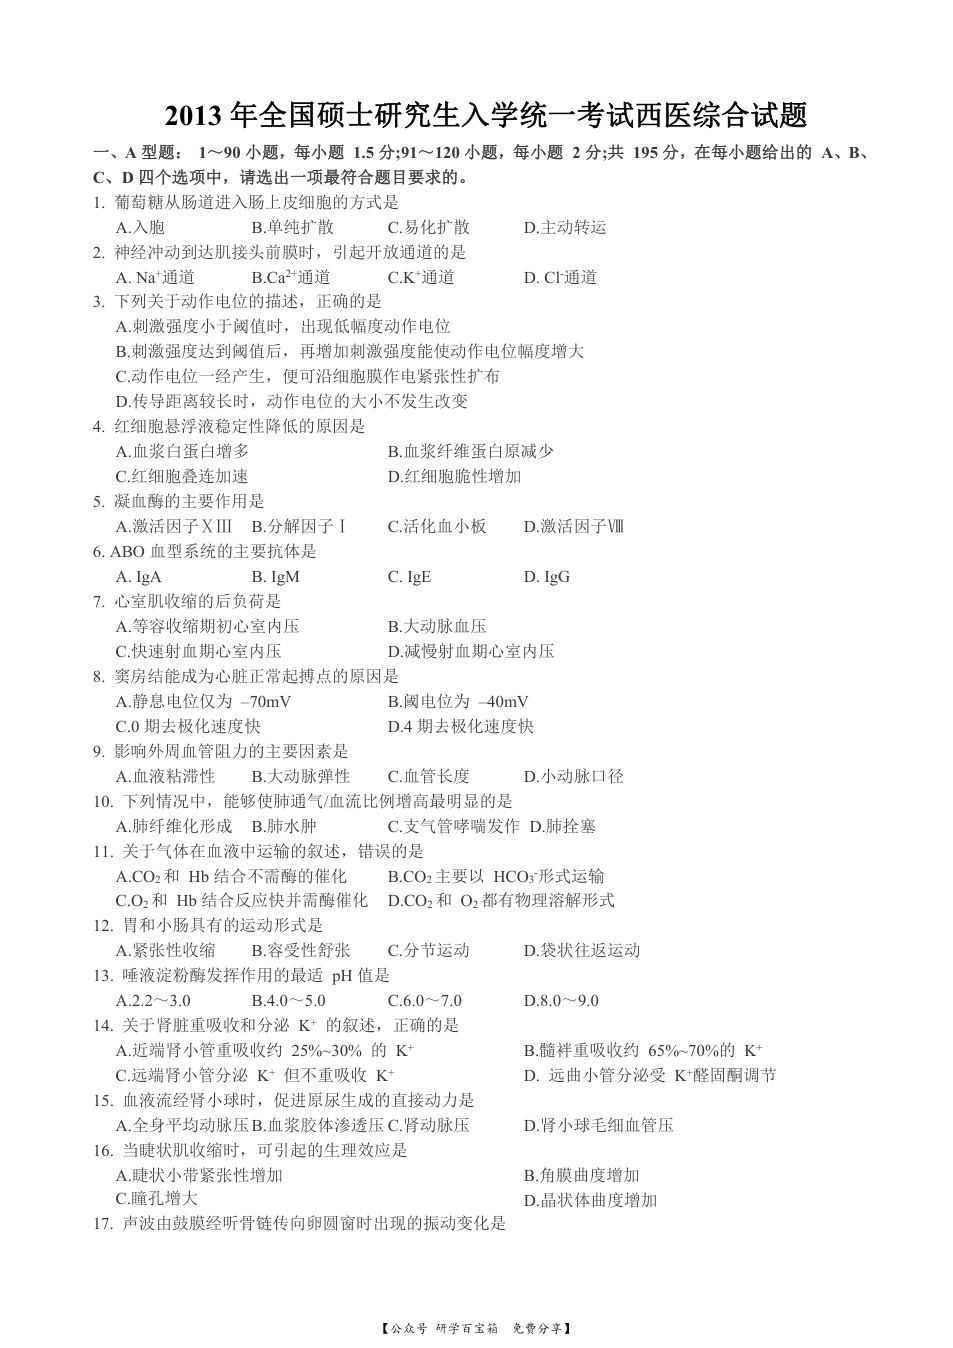 2013 年全国硕士研究生入学统一考试西医综合试题
一、A 型题： 1～90 小题，每小题 1.5 分;91～120 小题，每小题 2 分;共 195 分，在每小题给出的 A、B、
C、D 四个选项中，请选出一项最符合题目要求的。
1. 葡萄糖从肠道进入肠上皮细胞的方式是
A.入胞 B.单纯扩散 C.易化扩散 D.主动转运
2. 神经冲动到达肌接头前膜时，引起开放通道的是
A. Na⁺通道 B.Ca²⁺通道 C.K⁺通道 D. Cl⁻通道
3. 下列关于动作电位的描述，正确的是
A.刺激强度小于阈值时，出现低幅度动作电位
B.刺激强度达到阈值后，再增加刺激强度能使动作电位幅度增大
C.动作电位一经产生，便可沿细胞膜作电紧张性扩布
D.传导距离较长时，动作电位的大小不发生改变
4. 红细胞悬浮液稳定性降低的原因是
A.血浆白蛋白增多 B.血浆纤维蛋白原减少
C.红细胞叠连加速 D.红细胞脆性增加
5. 凝血酶的主要作用是
A.激活因子ⅩⅢ B.分解因子Ⅰ C.活化血小板 D.激活因子Ⅷ
6. ABO 血型系统的主要抗体是
A. IgA B. IgM C. IgE D. IgG
7. 心室肌收缩的后负荷是
A.等容收缩期初心室内压 B.大动脉血压
C.快速射血期心室内压 D.减慢射血期心室内压
8. 窦房结能成为心脏正常起搏点的原因是
A.静息电位仅为 –70mV B.阈电位为 –40mV
C.0 期去极化速度快 D.4 期去极化速度快
9. 影响外周血管阻力的主要因素是
A.血液粘滞性 B.大动脉弹性 C.血管长度 D.小动脉口径
10. 下列情况中，能够使肺通气/血流比例增高最明显的是
A.肺纤维化形成 B.肺水肿 C.支气管哮喘发作 D.肺拴塞
11. 关于气体在血液中运输的叙述，错误的是
A.CO₂和 Hb 结合不需酶的催化 B.CO₂主要以 HCO₃⁻形式运输
C.O₂和 Hb 结合反应快并需酶催化 D.CO₂和 O₂都有物理溶解形式
12. 胃和小肠具有的运动形式是
A.紧张性收缩 B.容受性舒张 C.分节运动 D.袋状往返运动
13. 唾液淀粉酶发挥作用的最适 pH 值是
A.2.2～3.0 B.4.0～5.0 C.6.0～7.0 D.8.0～9.0
14. 关于肾脏重吸收和分泌 K⁺ 的叙述，正确的是
A.近端肾小管重吸收约 25%~30% 的 K⁺ B.髓袢重吸收约 65%~70%的 K⁺
C.远端肾小管分泌 K⁺ 但不重吸收 K⁺ D. 远曲小管分泌受 K⁺醛固酮调节
15. 血液流经肾小球时，促进原尿生成的直接动力是
A.全身平均动脉压 B.血浆胶体渗透压 C.肾动脉压 D.肾小球毛细血管压
16. 当睫状肌收缩时，可引起的生理效应是
A.睫状小带紧张性增加 B.角膜曲度增加
C.瞳孔增大 D.晶状体曲度增加
17. 声波由鼓膜经听骨链传向卵圆窗时出现的振动变化是
【公众号 研学百宝箱 免费分享】